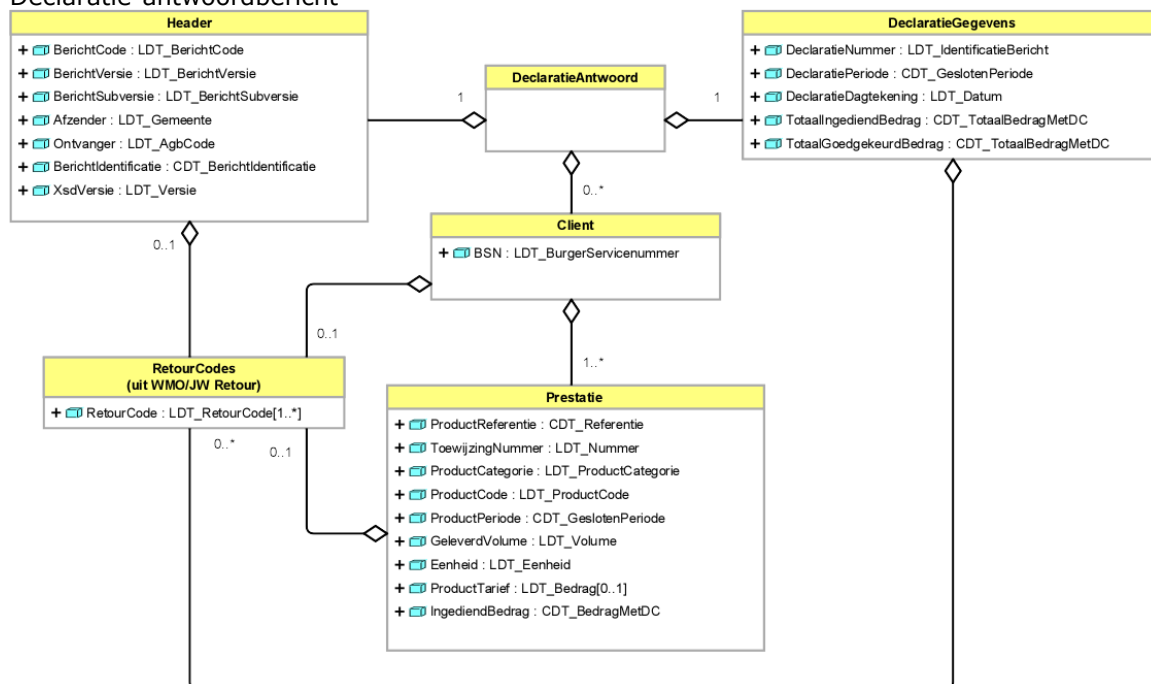 Declaratie-antwoordbericht
Header
+ BerichtCode : LDT_BerichtCode
+ BerichtVersie : LDT_BerichtVersie
+ BerichtSubversie : LDT_BerichtSubversie
+ Afzender : LDT_Gemeente
+ Ontvanger : LDT_AgbCode
+ BerichtIdentificatie : CDT_BerichtIdentificatie
+ XsdVersie : LDT_Versie
1
DeclaratieAntwoord
1
DeclaratieGegevens
+ DeclaratieNummer : LDT_IdentificatieBericht
+ DeclaratiePeriode : CDT_GeslotenPeriode
+ DeclaratieDagtekening : LDT_Datum
+ TotaalIngediendBedrag : CDT_TotaalBedragMetDC
+ TotaalGoedgekeurdBedrag : CDT_TotaalBedragMetDC
0..*
Client
+ BSN : LDT_BurgerServicenummer
0..1
0..1
1..*
RetourCodes
(uit WMO/JW Retour)
+ RetourCode : LDT_RetourCode[1..*]
0..*
0..1
Prestatie
+ ProductReferentie : CDT_Referentie
+ ToewijzingNummer : LDT_Nummer
+ ProductCategorie : LDT_ProductCategorie
+ ProductCode : LDT_ProductCode
+ ProductPeriode : CDT_GeslotenPeriode
+ GeleverdVolume : LDT_Volume
+ Eenheid : LDT_Eenheid
+ ProductTarief : LDT_Bedrag[0..1]
+ IngediendBedrag : CDT_BedragMetDC